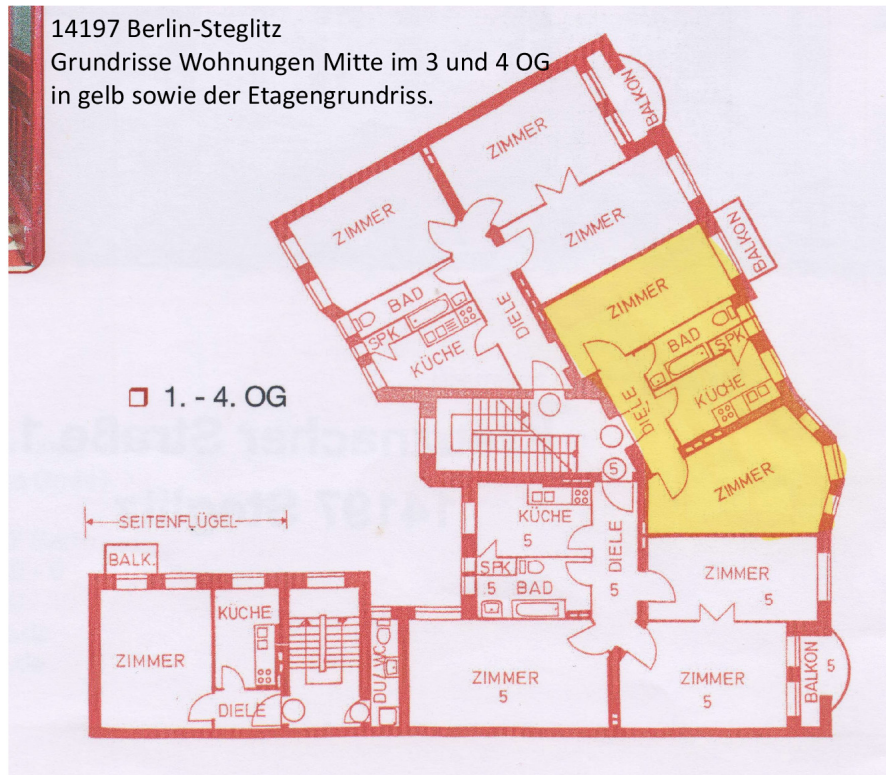 14197 Berlin-Steglitz
Grundrisse Wohnungen Mitte im 3 und 4 OG
in gelb sowie der Etagengrundriss.
BALKON
ZIMMER
ZIMMER
ZIMMER
BALKON
ZIMMER
BAD
DIELE
SPK
KÜCHE
BAD
SPK
KÜCHE
DIELE
1. - 4. OG
ZIMMER
5
SEITENFLÜGEL
KÜCHE
5
DIELE
5
BALK.
SPK
5
BAD
ZIMMER
5
KÜCHE
ZIMMER
DIELE
DU/WC
ZIMMER
5
ZIMMER
5
BALKON
5